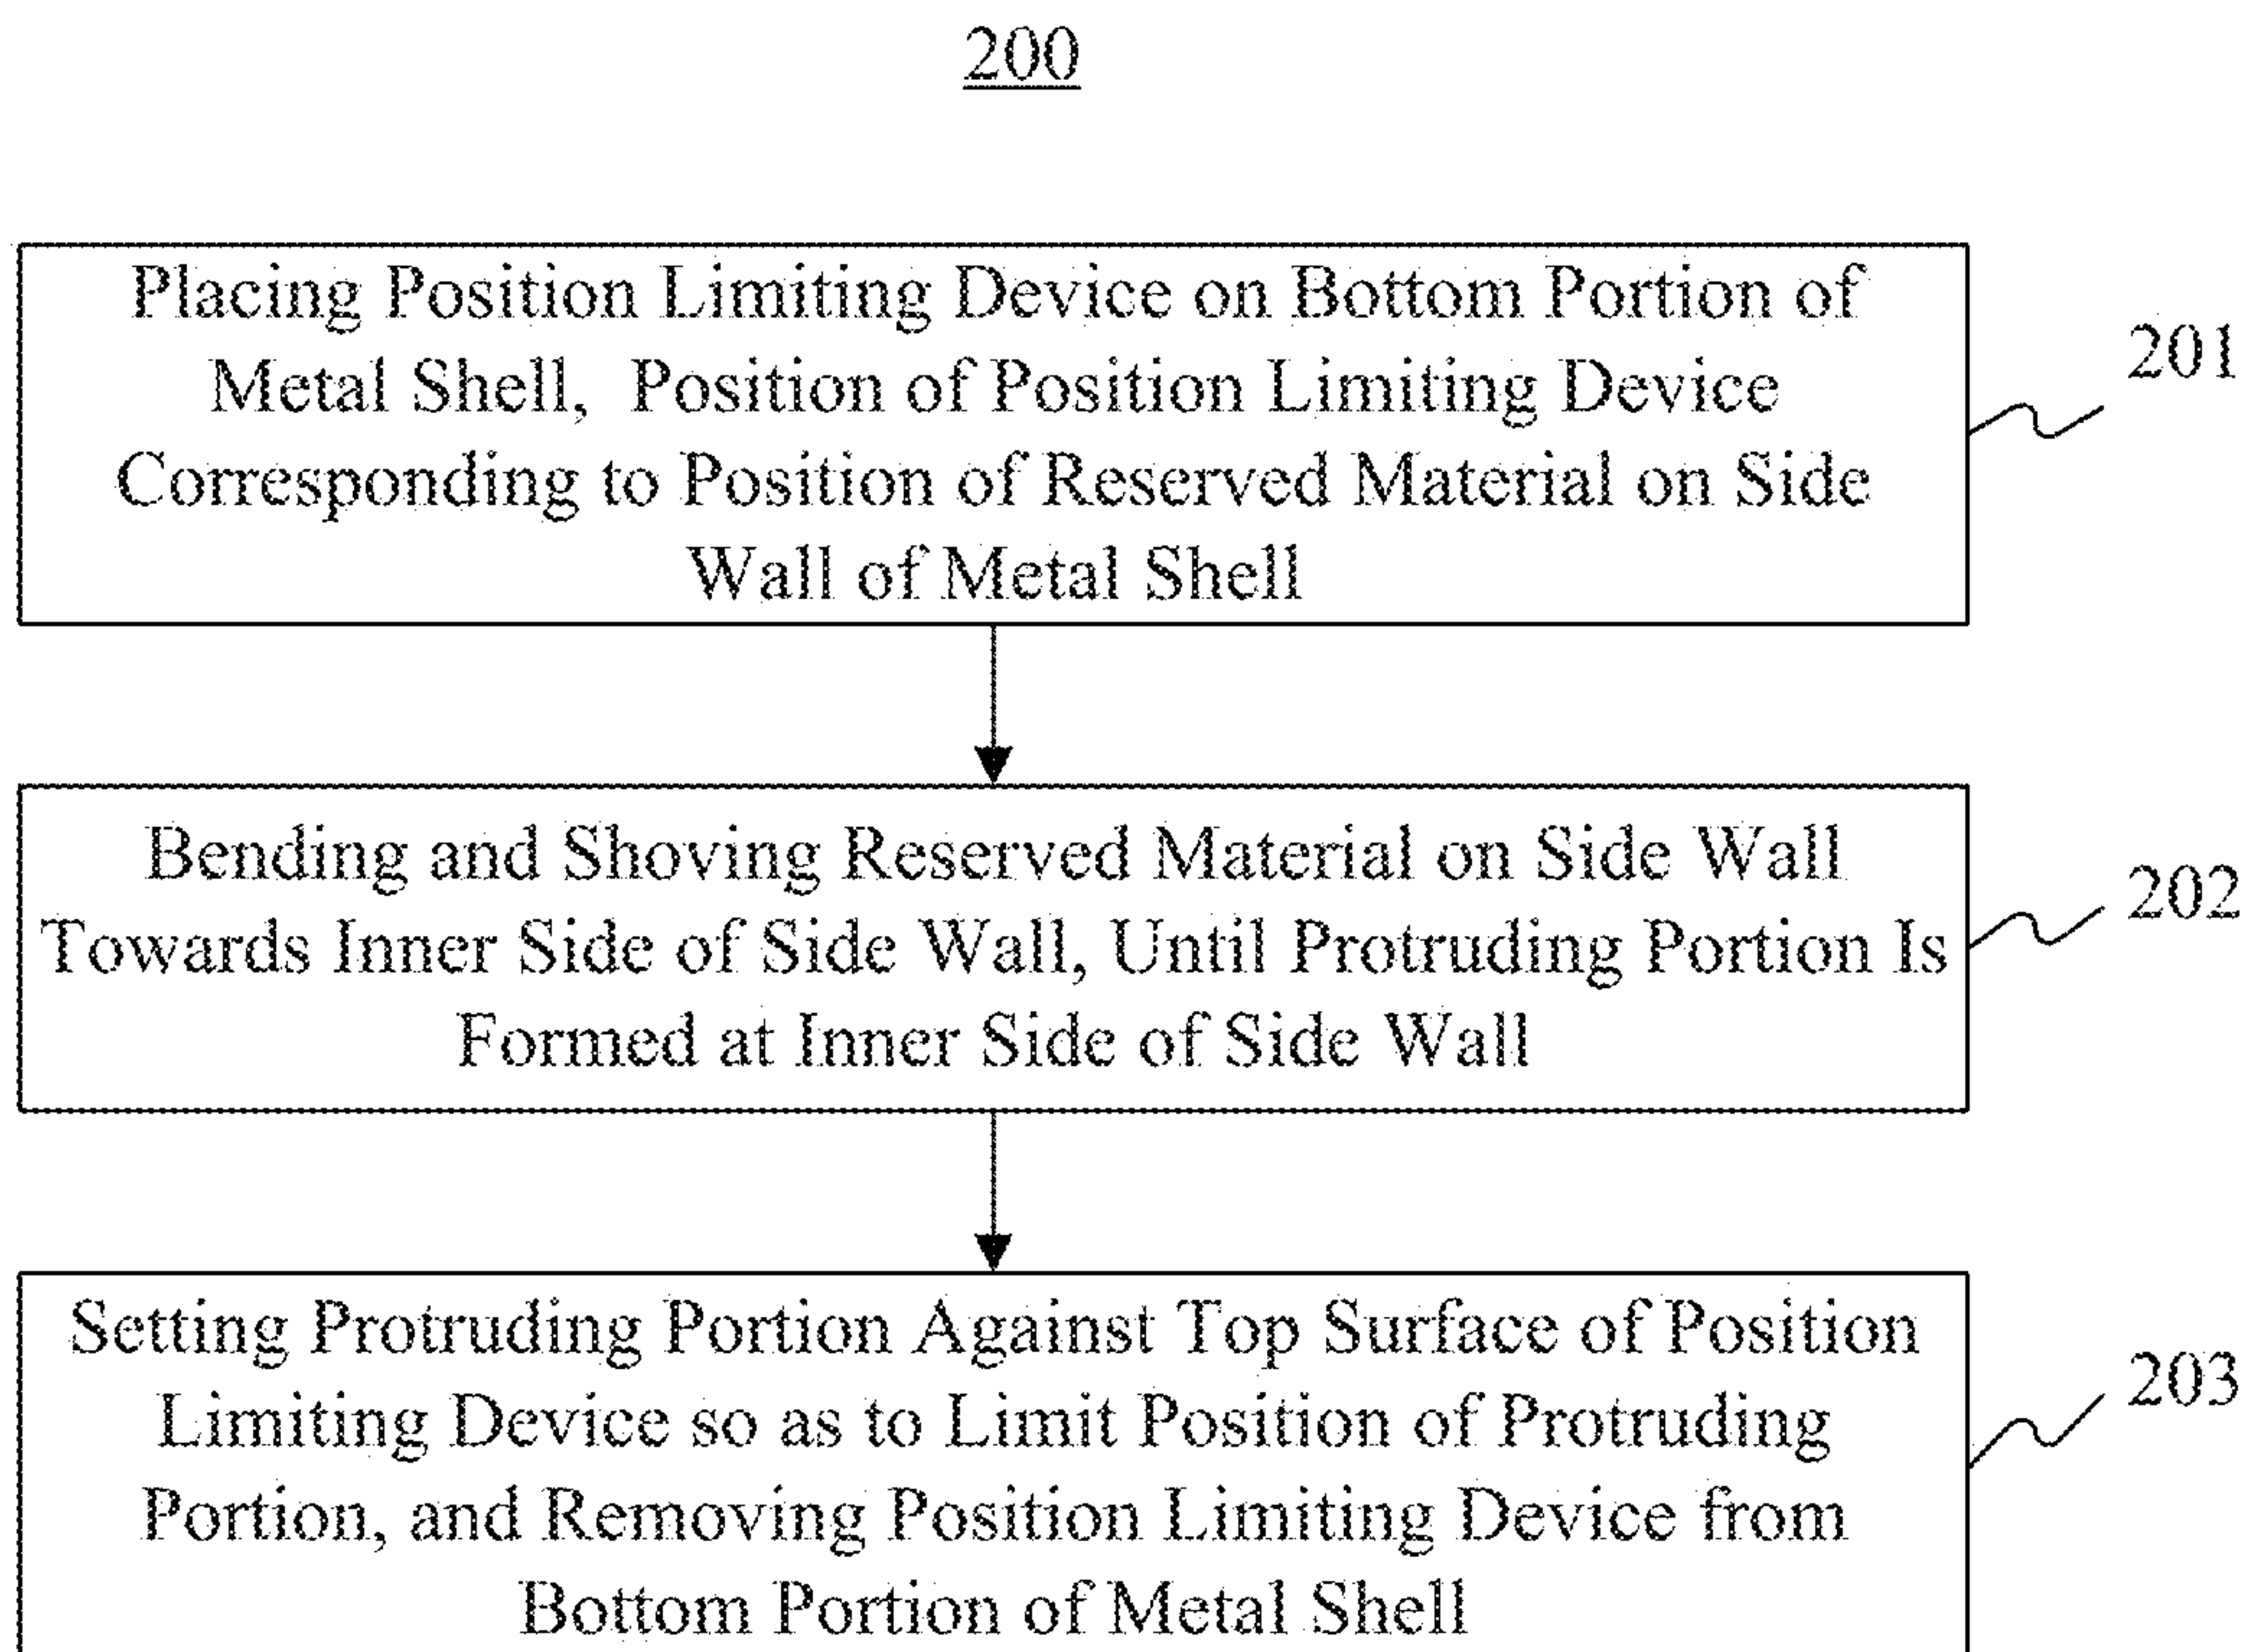 200
Placing Position Limiting Device on Bottom Portion of
Metal Shell, Position of Position Limiting Device
Corresponding to Position of Reserved Material on Side
Wall of Metal Shell
201
Bending and Shoving Reserved Material on Side Wall
Towards Inner Side of Side Wall, Until Protruding Portion Is
Formed at Inner Side of Side Wall
202
Setting Protruding Portion Against Top Surface of Position
Limiting Device so as to Limit Position of Protruding
Portion, and Removing Position Limiting Device from
Bottom Portion of Metal Shell
203